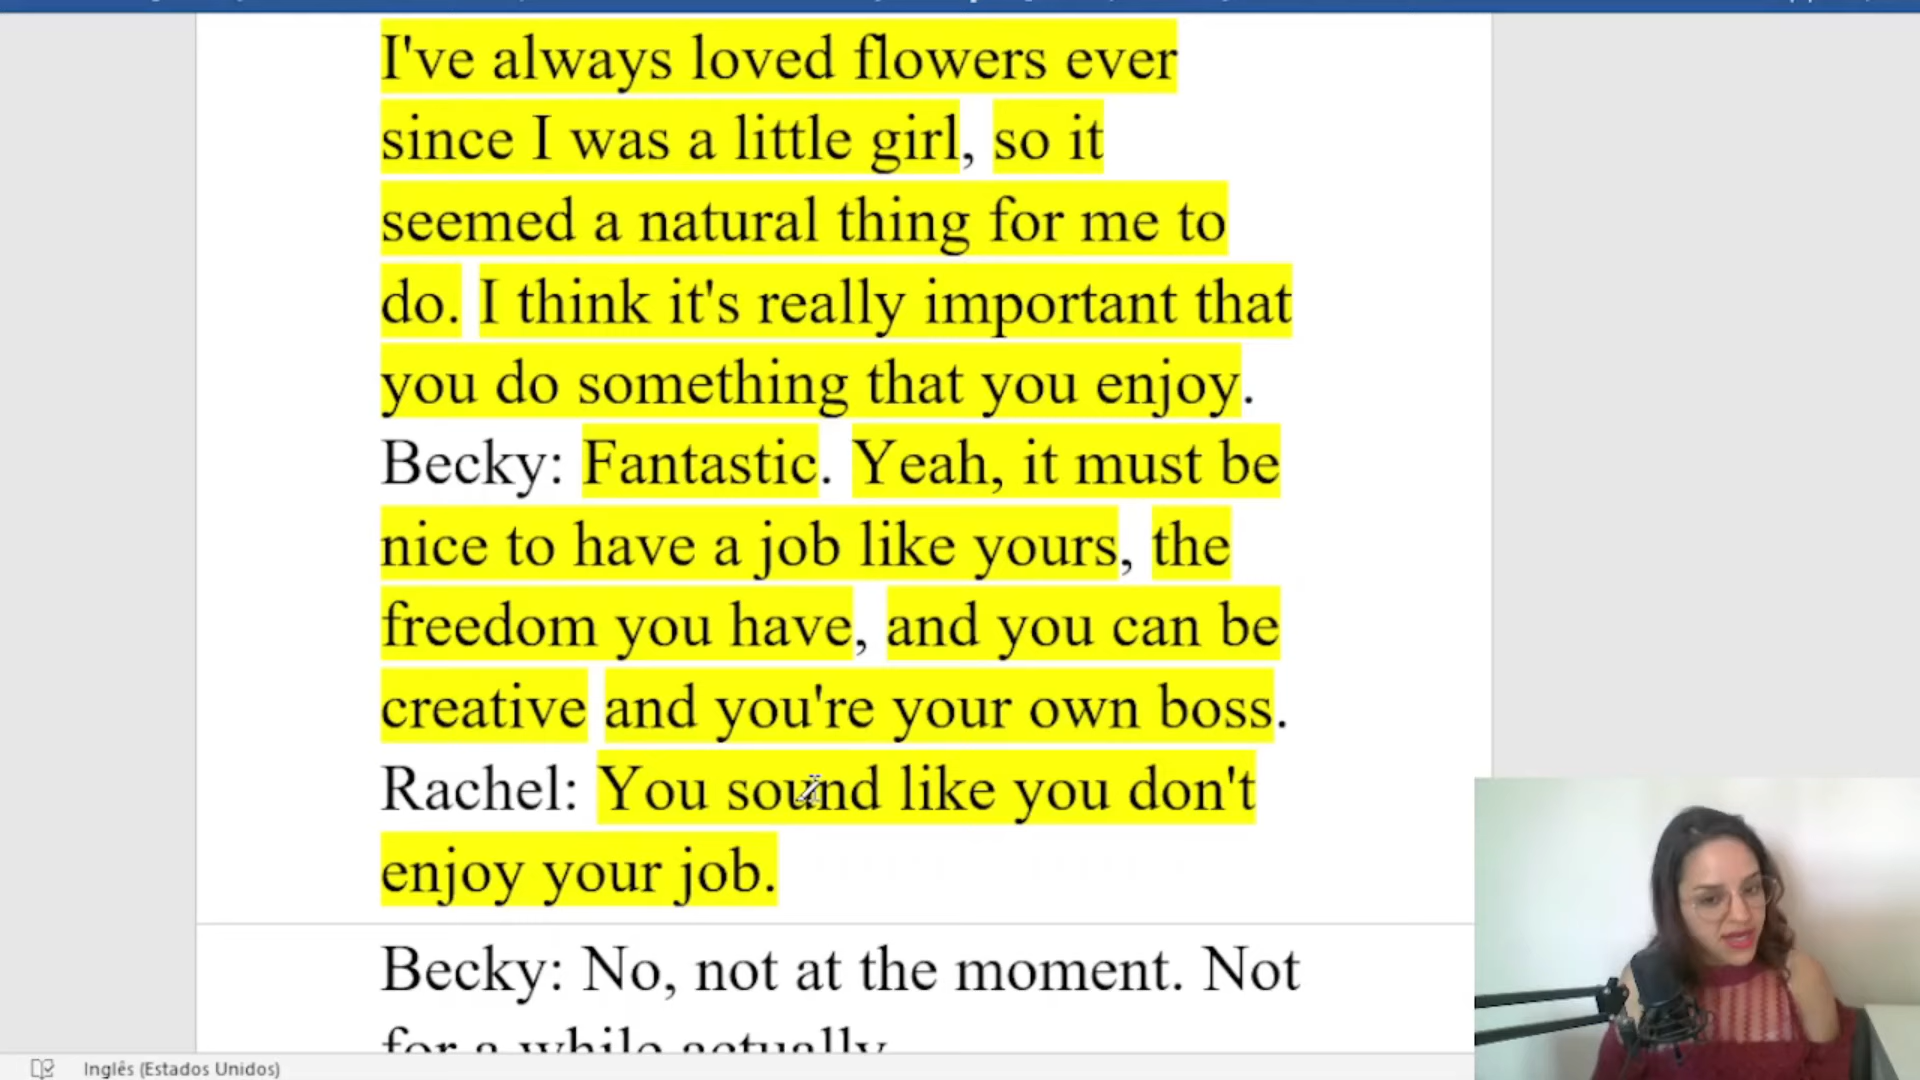 I've always loved flowers ever
since I was a little girl, so it
seemed a natural thing for me to
do. I think it's really important that
you do something that you enjoy.
Becky: Fantastic. Yeah, it must be
nice to have a job like yours, the
freedom you have, and you can be
creative and you're your own boss.
Rachel: You sound like you don't
enjoy your job.
Becky: No, not at the moment. Not
for a while actually
Inglês (Estados Unidos)